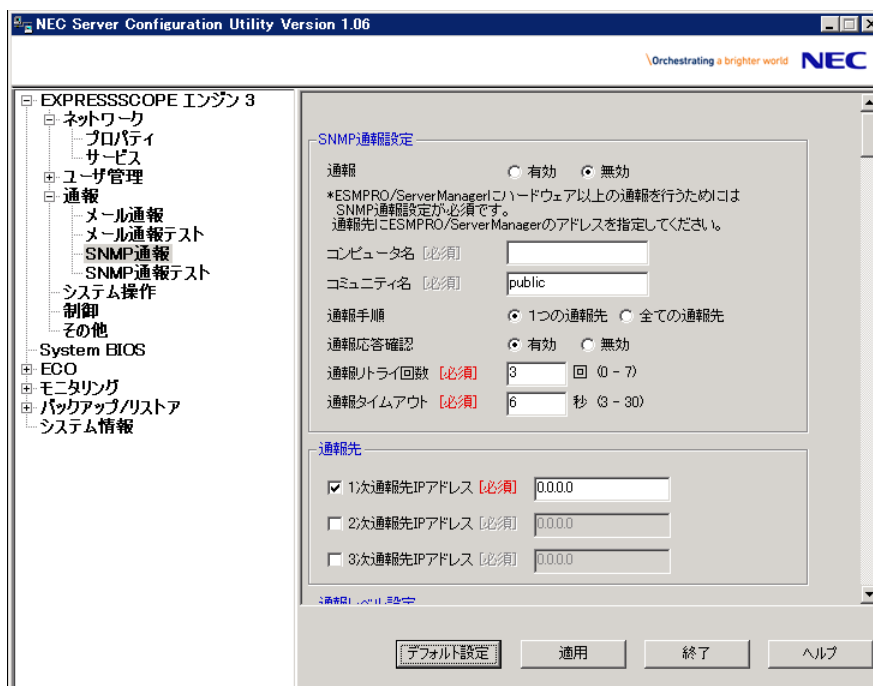 NEC Server Configuration Utility Version 1.06
\Orchestrating a brighter world NEC
EXPRESSSCOPE エンジン 3
ネットワーク
プロパティ
サービス
ユーザ管理
通報
メール通報
メール通報テスト
SNMP通報
SNMP通報テスト
システム操作
制御
その他
System BIOS
ECO
モニタリング
バックアップ/リストア
システム情報
SNMP通報設定
通報 有効 無効
*ESMPRO/ServerManagerにハードウェア以上の通報を行うためには
SNMP通報設定が必須です。
通報先にESMPRO/ServerManagerのアドレスを指定してください。
コンピュータ名 [必須]
コミュニティ名 [必須] public
通報手順 1つの通報先 全ての通報先
通報応答確認 有効 無効
通報リトライ回数 [必須] 3 回 (0 - 7)
通報タイムアウト [必須] 6 秒 (3 - 30)
通報先
1次通報先IPアドレス [必須] 0.0.0.0
2次通報先IPアドレス [必須] 0.0.0.0
3次通報先IPアドレス [必須] 0.0.0.0
通報レベル設定
デフォルト設定 適用 終了 ヘルプ